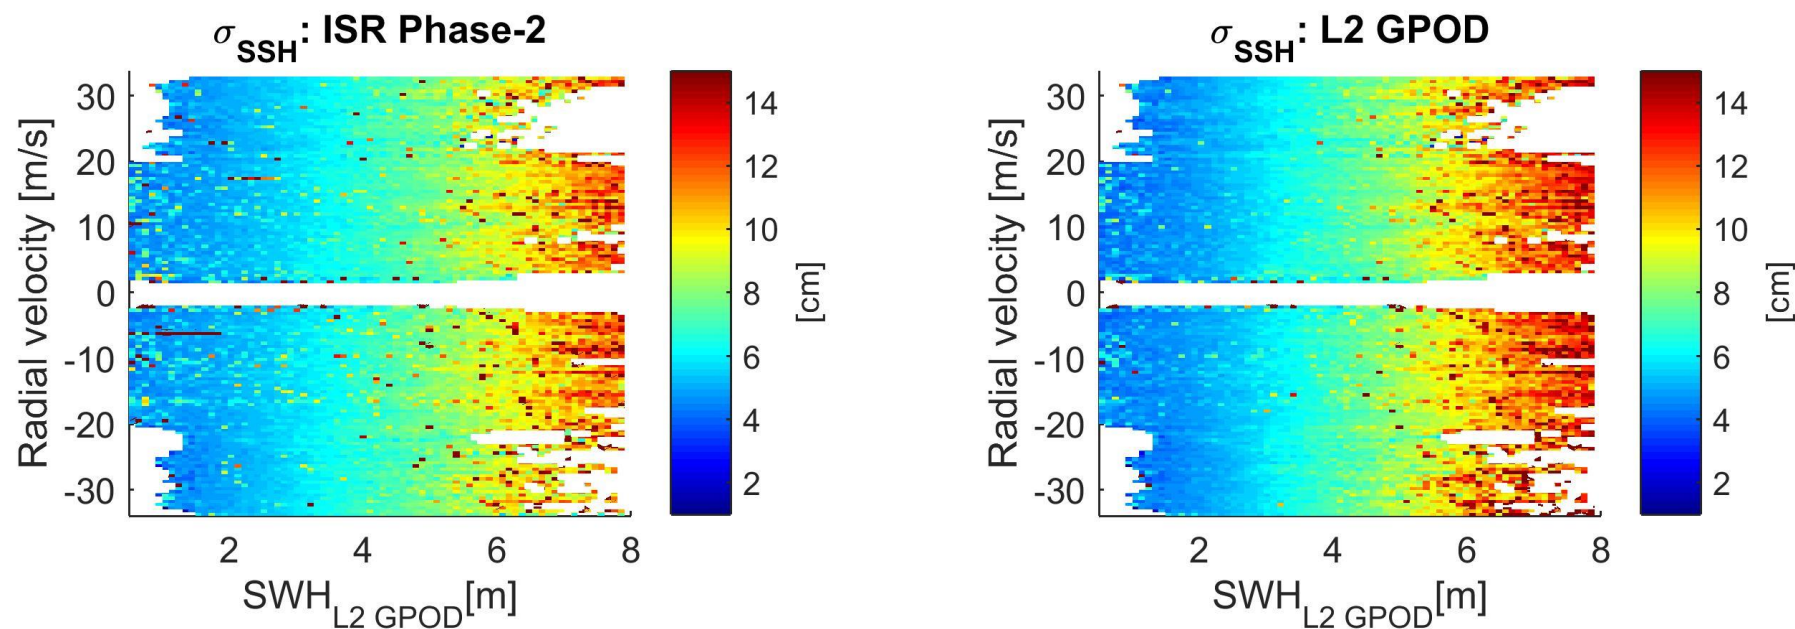 σSSH: ISR Phase-2
Radial velocity [m/s]
30
20
10
0
-10
-20
-30
2 4 6 8
SWHL2 GPOD[m]
14
12
10
8
6
4
2
[cm]
σSSH: L2 GPOD
Radial velocity [m/s]
30
20
10
0
-10
-20
-30
2 4 6 8
SWHL2 GPOD[m]
14
12
10
8
6
4
2
[cm]